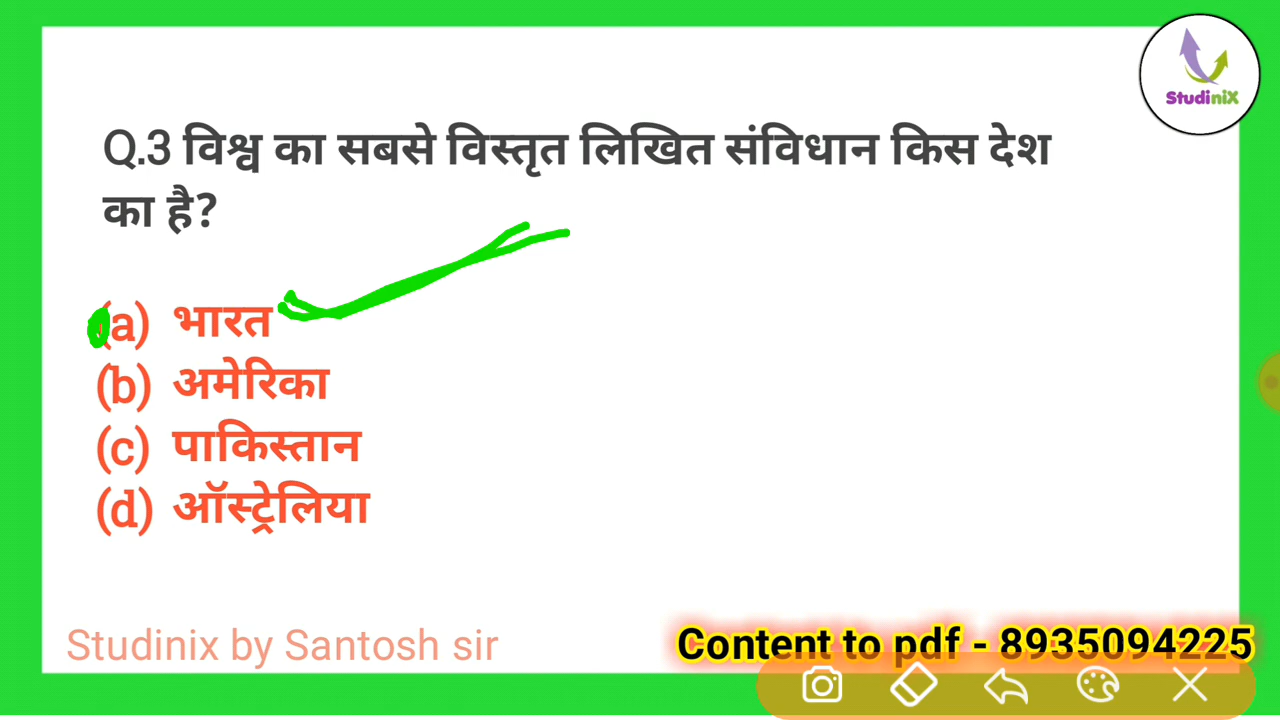 StudiniX
Q.3 विश्व का सबसे विस्तृत लिखित संविधान किस देश
का है?
(a) भारत
(b) अमेरिका
(c) पाकिस्तान
(d) ऑस्ट्रेलिया
Studinix by Santosh sir
Content to pdf - 8935094225